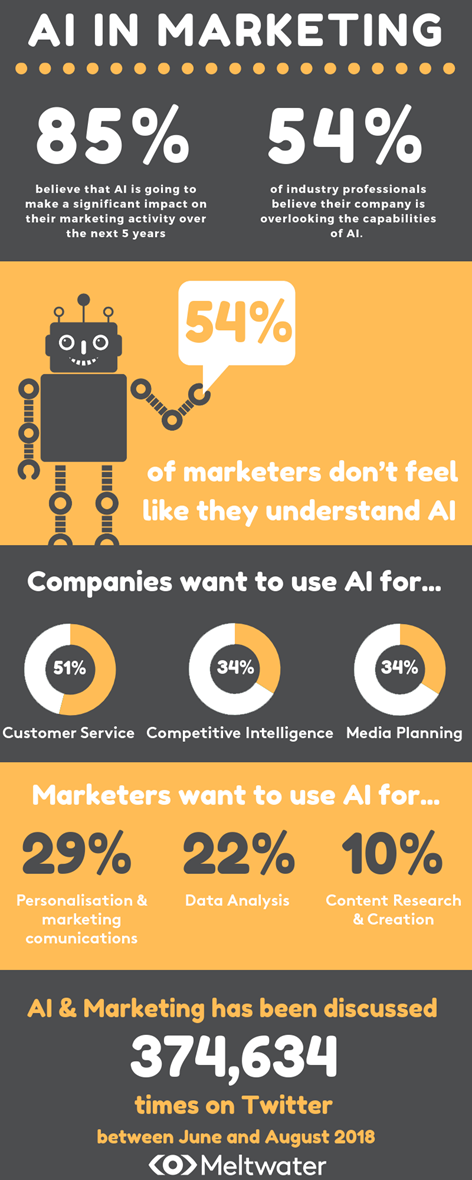 AI IN MARKETING
85%
believe that AI is going to
make a significant impact on
their marketing activity over
the next 5 years
54%
of industry professionals
believe their company is
overlooking the capabilities
of AI.
54%
of marketers don't feel
like they understand AI
Companies want to use AI for...
51%
Customer Service
34%
Competitive Intelligence
34%
Media Planning
Marketers want to use AI for...
29%
Personalisation &
marketing
comunications
22%
Data Analysis
10%
Content Research
& Creation
AI & Marketing has been discussed
374,634
times on Twitter
between June and August 2018
Meltwater